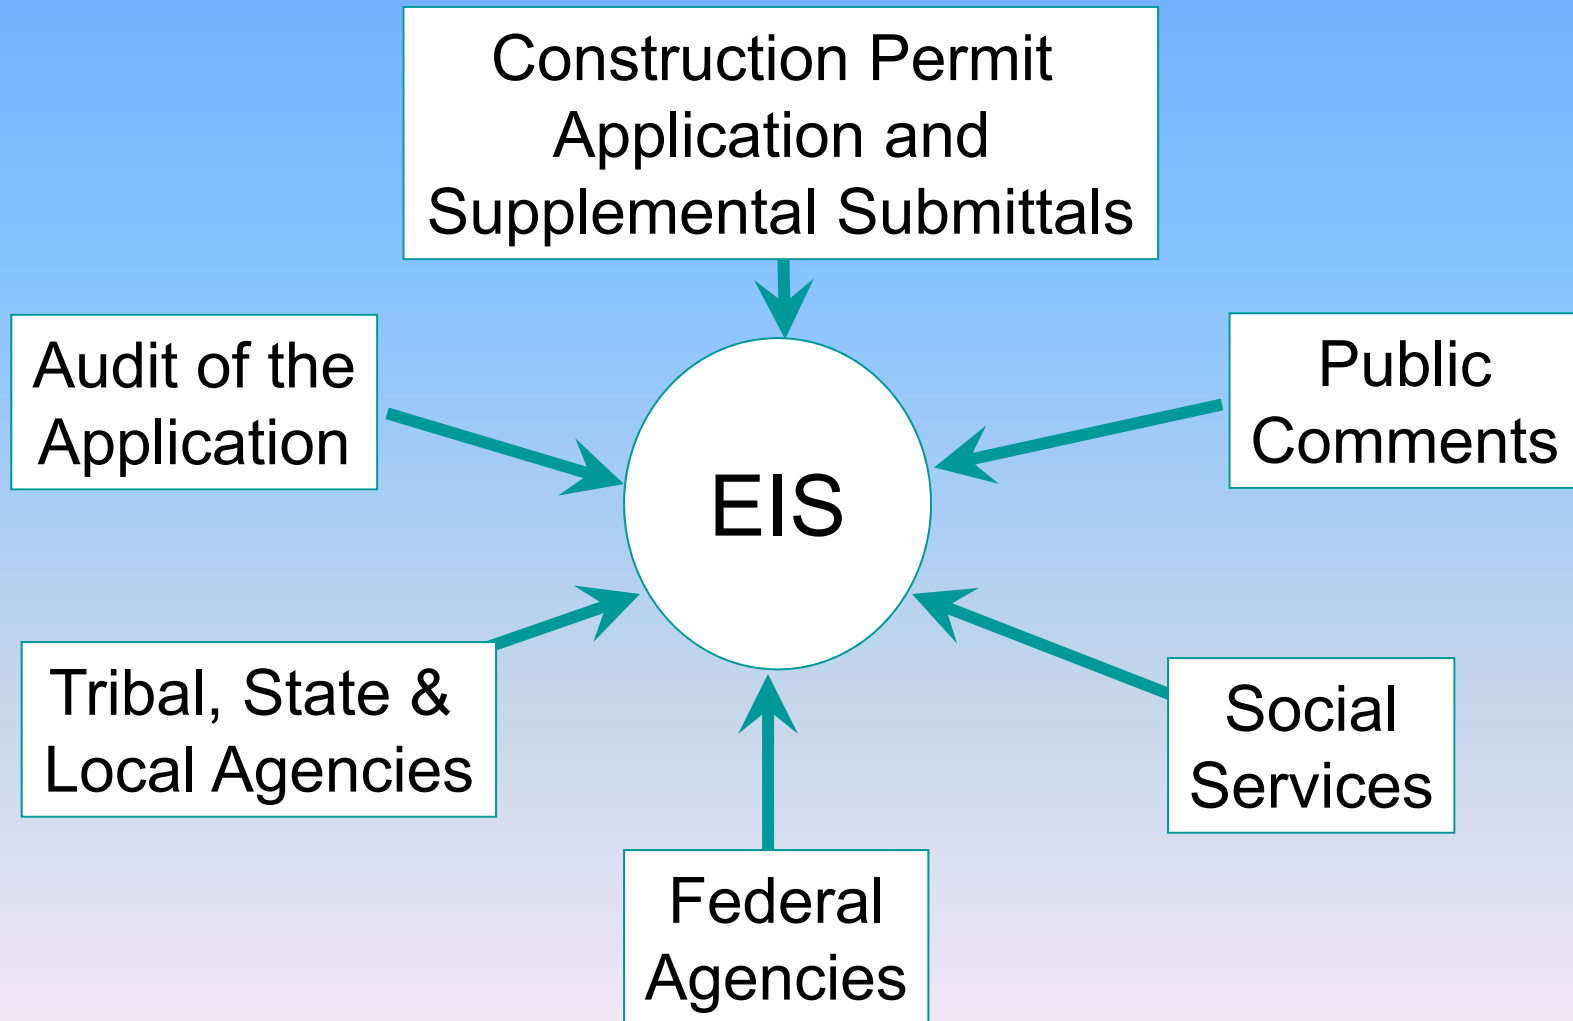 Construction Permit
Application and
Supplemental Submittals
Audit of the
Application
Public
Comments
EIS
Tribal, State &
Local Agencies
Social
Services
Federal
Agencies